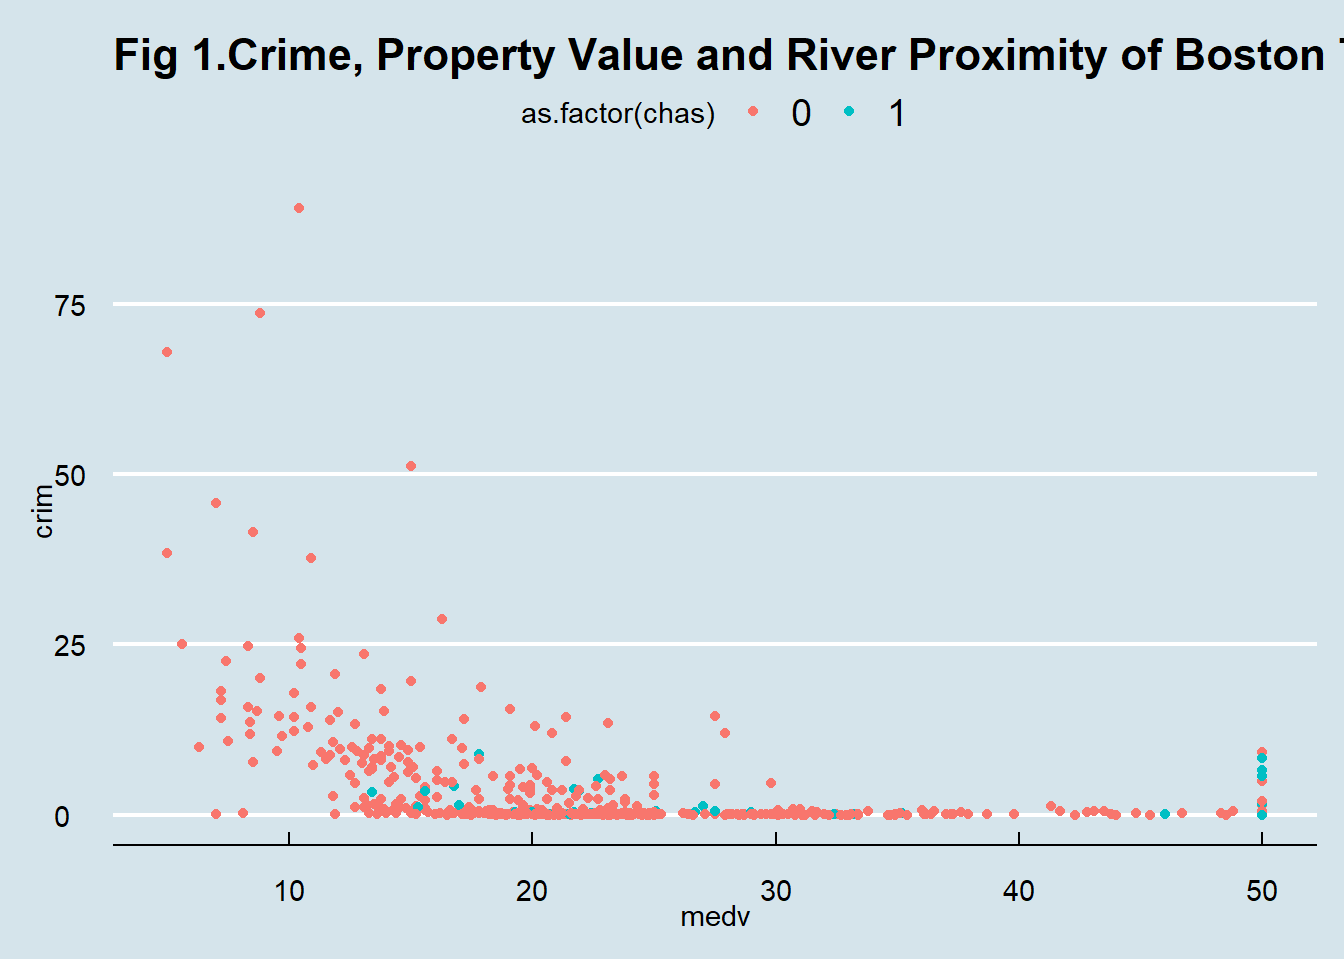 Fig 1.Crime, Property Value and River Proximity of Boston
as.factor(chas) 0 1
75
50
25
0
crim
10 20 30 40 50
medv